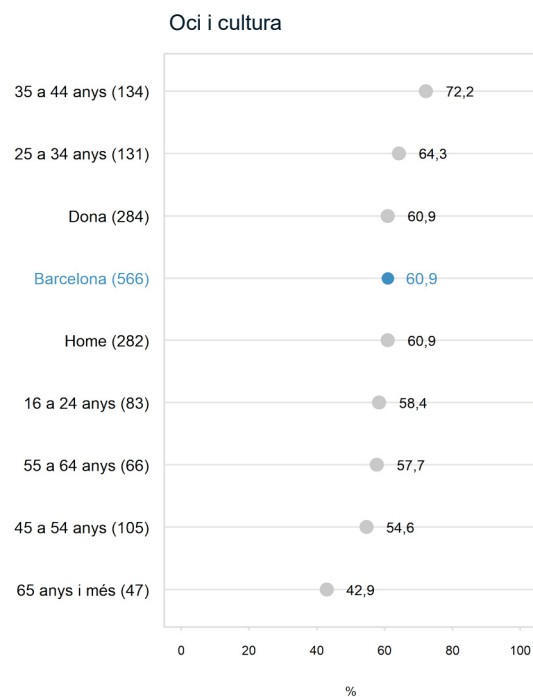 Oci i cultura
35 a 44 anys (134) 72,2
25 a 34 anys (131) 64,3
Dona (284) 60,9
Barcelona (566) 60,9
Home (282) 60,9
16 a 24 anys (83) 58,4
55 a 64 anys (66) 57,7
45 a 54 anys (105) 54,6
65 anys i més (47) 42,9
0 20 40 60 80 100
%